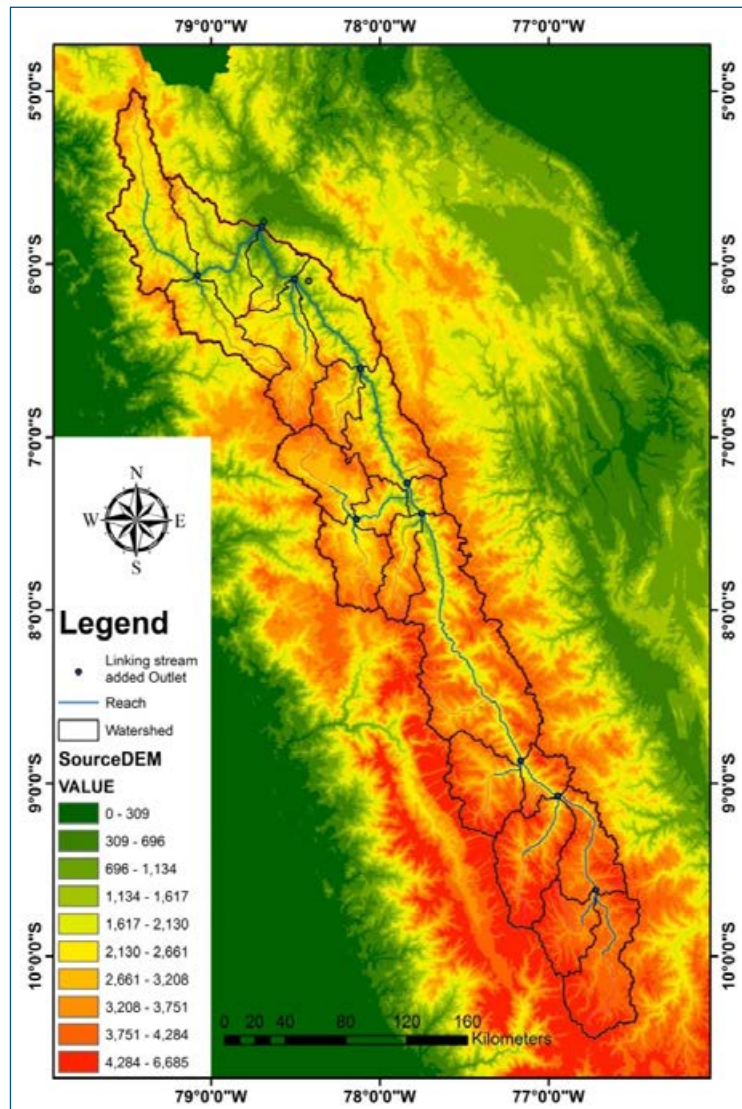 79°0'0"W 78°0'0"W 77°0'0"W
5°0'0"S 5°0'0"S
6°0'0"S 6°0'0"S
7°0'0"S 7°0'0"S
8°0'0"S 8°0'0"S
9°0'0"S 9°0'0"S
10°0'0"S 10°0'0"S
N
W E
S
Legend
Linking stream
added Outlet
Reach
Watershed
SourceDEM
VALUE
0 - 309
309 - 696
696 - 1,134
1,134 - 1,617
1,617 - 2,130
2,130 - 2,661
2,661 - 3,208
3,208 - 3,751
3,751 - 4,284
4,284 - 6,685
0 20 40 80 120 160
Kilometers
79°0'0"W 78°0'0"W 77°0'0"W